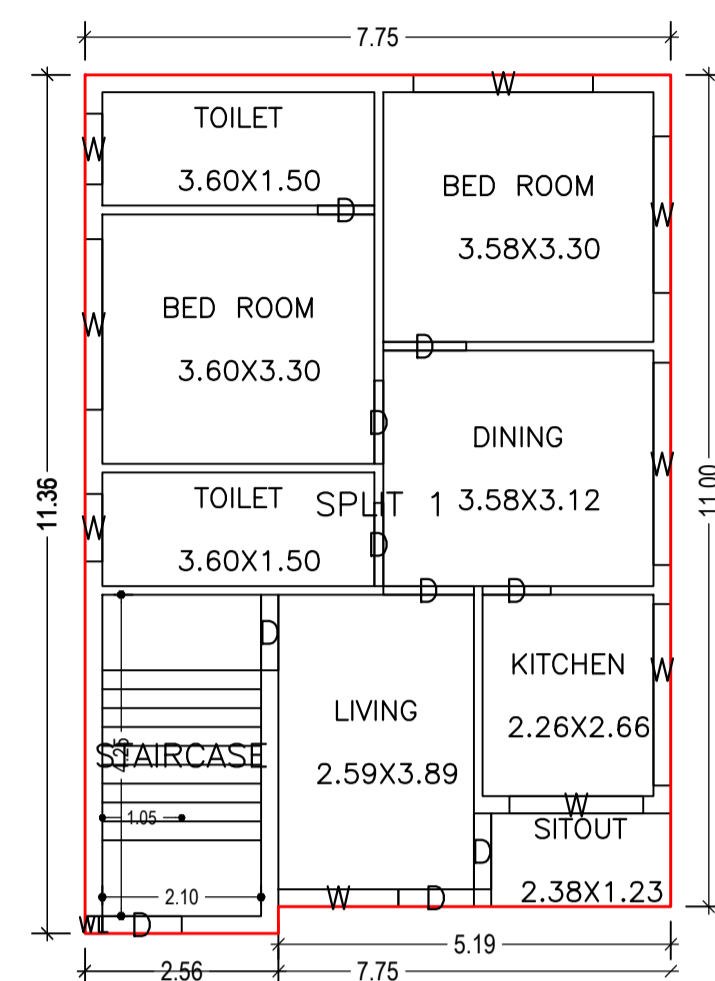 7.75
TOILET
3.60X1.50
W
W
D
BED ROOM
3.58X3.30
W
BED ROOM
3.60X3.30
W
D
D
DINING
3.58X3.12
W
11.36
11.00
TOILET
3.60X1.50
W
SPLIT 1
D
D
D
D
KITCHEN
2.26X2.66
W
LIVING
2.59X3.89
STAIRCASE
4.25
1.05
2.10
W
SITOUT
2.38X1.23
D
W
D
WL
D
5.19
2.56
7.75